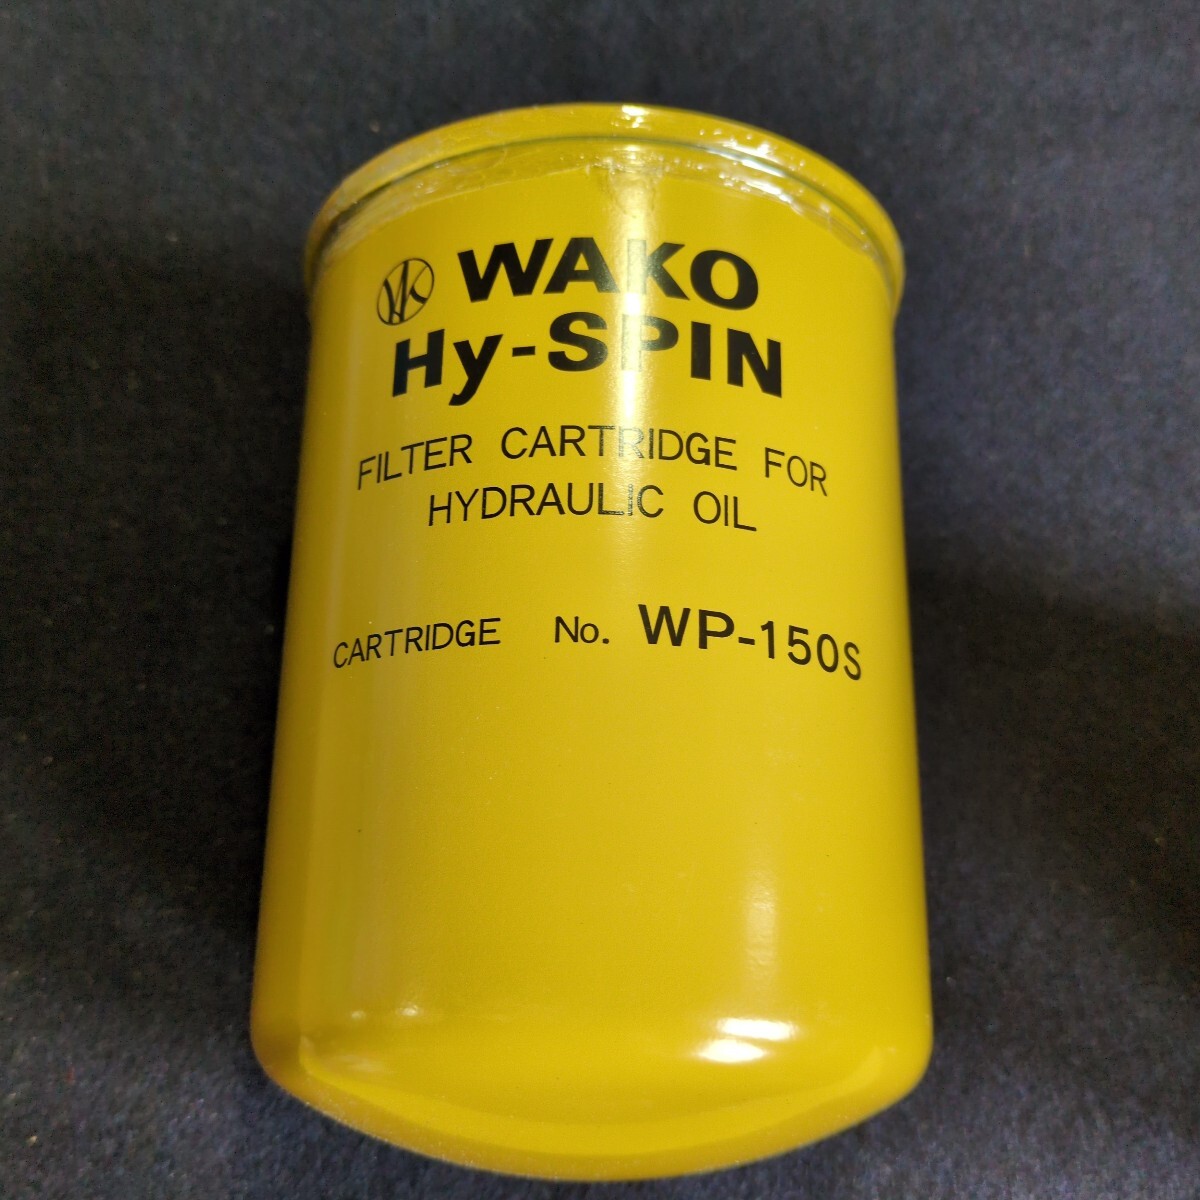 WAKO
Hy-SPIN
FILTER CARTRIDGE FOR
HYDRAULIC OIL
CARTRIDGE No. WP-150S